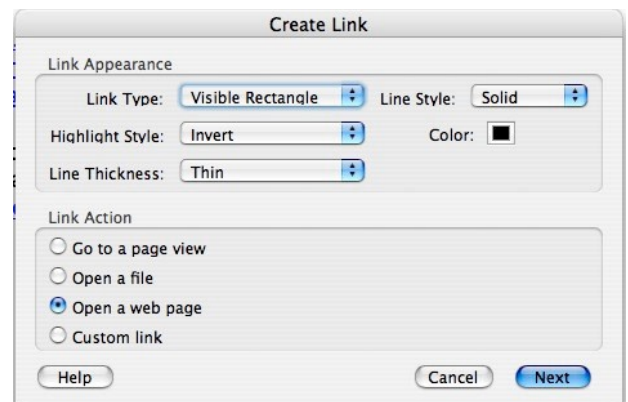 Create Link
Link Appearance
Link Type: Visible Rectangle Line Style: Solid
Highlight Style: Invert Color:
Line Thickness: Thin
Link Action
Go to a page view
Open a file
Open a web page
Custom link
Help Cancel Next